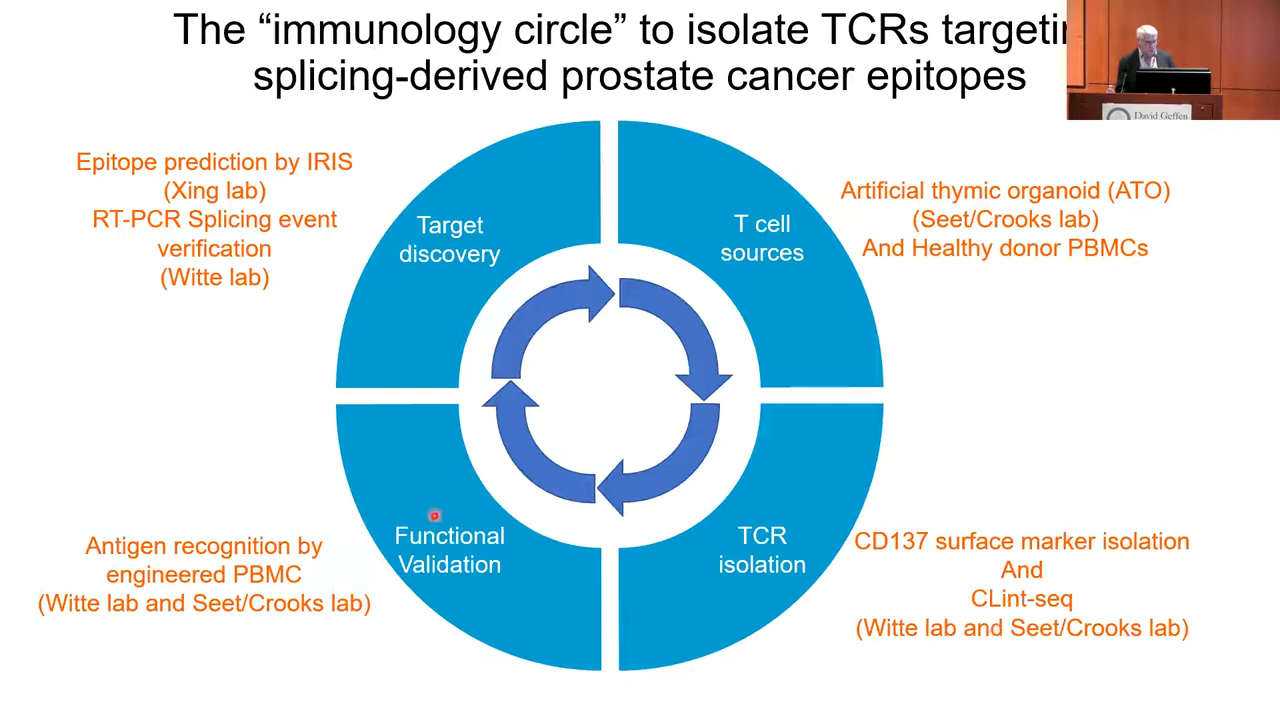 The “immunology circle” to isolate TCRs
splicing-derived prostate cancer epitopes
Epitope prediction by IRIS
(Xing lab)
RT-PCR Splicing event
verification
(Witte lab)
Target
discovery
T cell
sources
Artificial thymic organoid (ATO)
(Seet/Crooks lab)
And Healthy donor PBMCs
Antigen recognition by
engineered PBMC
(Witte lab and Seet/Crooks lab)
Functional
Validation
TCR
isolation
CD137 surface marker isolation
And
CLint-seq
(Witte lab and Seet/Crooks lab)
David Geffen